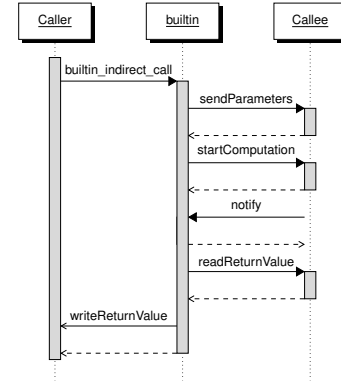 Caller
builtin
Callee
builtin_indirect_call
sendParameters
startComputation
notify
readReturnValue
writeReturnValue